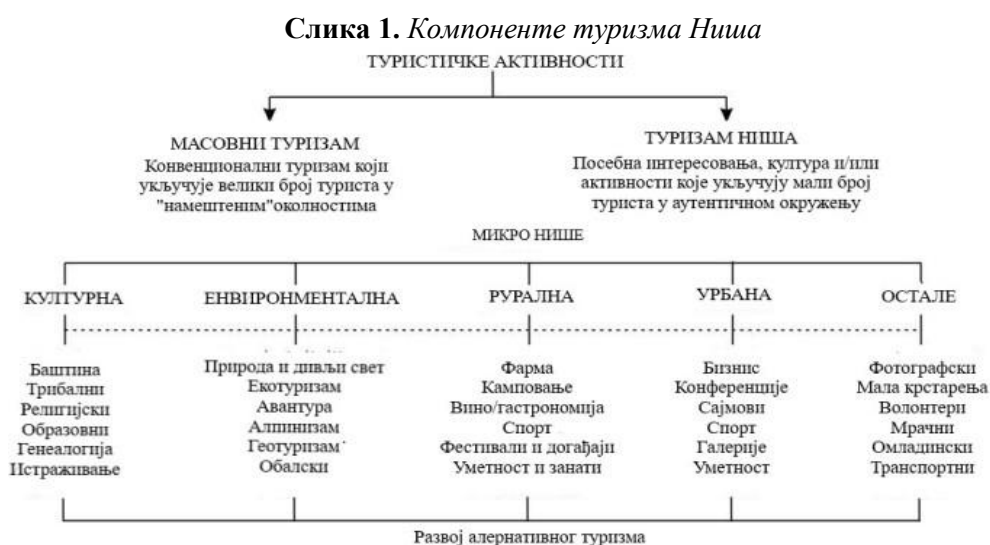 Слика 1. Компоненте туризма Ниша
ТУРИСТИЧКЕ АКТИВНОСТИ
МАСОВНИ ТУРИЗАМ
Конвенционални туризам који
укључује велики број туриста у
"намештеним"околностима
ТУРИЗАМ НИША
Посебна интересовања, култура и/или
активности које укључују мали број
туриста у аутентичном окружењу
МИКРО НИШЕ
КУЛТУРНА
Баштина
Трибални
Религијски
Образовни
Генеалогија
Истраживање
ЕНВИРОНМЕНТАЛНА
Природа и дивљи свет
Екотуризам
Авантура
Алпинизам
Геотуризам
Обалски
РУРАЛНА
Фарма
Камповање
Вино/гастрономија
Спорт
Фестивали и догађаји
Уметност и занати
УРБАНА
Бизнис
Конференције
Сајмови
Спорт
Галерије
Уметност
ОСТАЛЕ
Фотографски
Мала крстарења
Волонтери
Мрачни
Омладински
Транспортни
Развој алернативног туризма